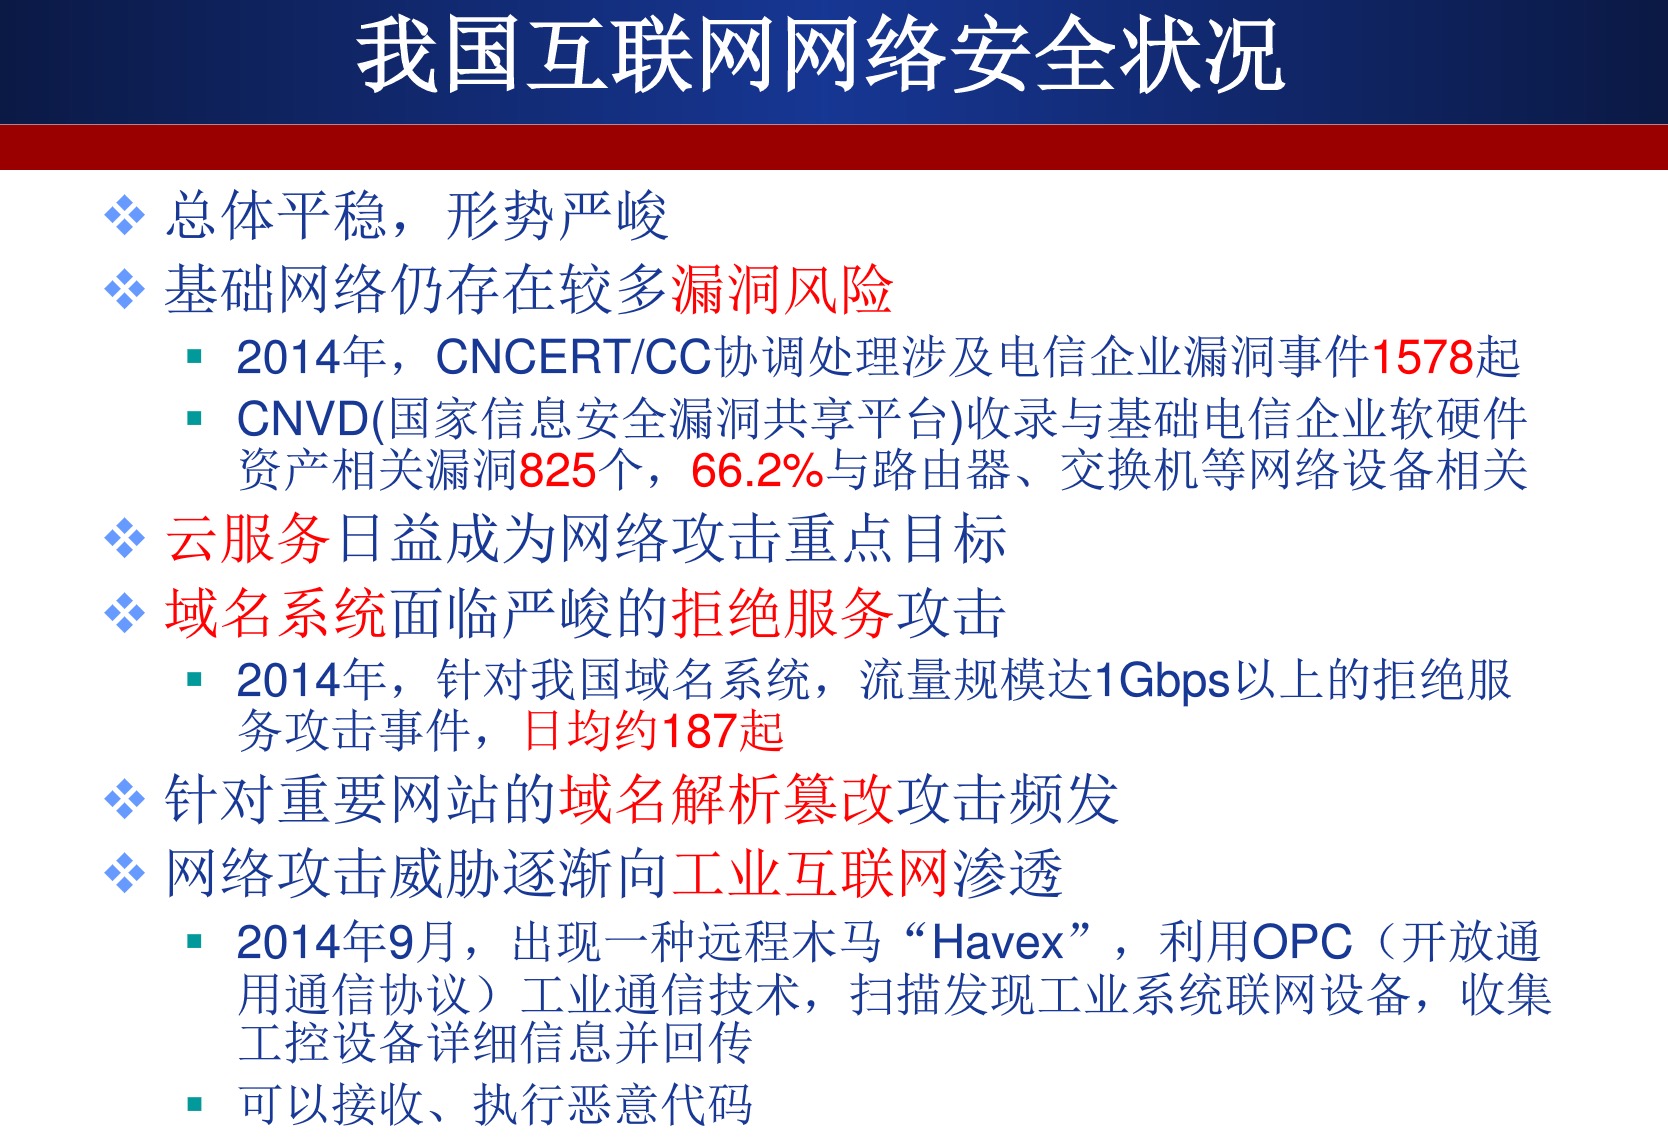 我国互联网网络安全状况
总体平稳，形势严峻
基础网络仍存在较多漏洞风险
2014年，CNCERT/CC协调处理涉及电信企业漏洞事件1578起
CNVD(国家信息安全漏洞共享平台)收录与基础电信企业软硬件
资产相关漏洞825个，66.2%与路由器、交换机等网络设备相关
云服务日益成为网络攻击重点目标
域名系统面临严峻的拒绝服务攻击
2014年，针对我国域名系统，流量规模达1Gbps以上的拒绝服
务攻击事件，日均约187起
针对重要网站的域名解析篡改攻击频发
网络攻击威胁逐渐向工业互联网渗透
2014年9月，出现一种远程木马“Havex”，利用OPC（开放通
用通信协议）工业通信技术，扫描发现工业系统联网设备，收集
工控设备详细信息并回传
可以接收、执行恶意代码